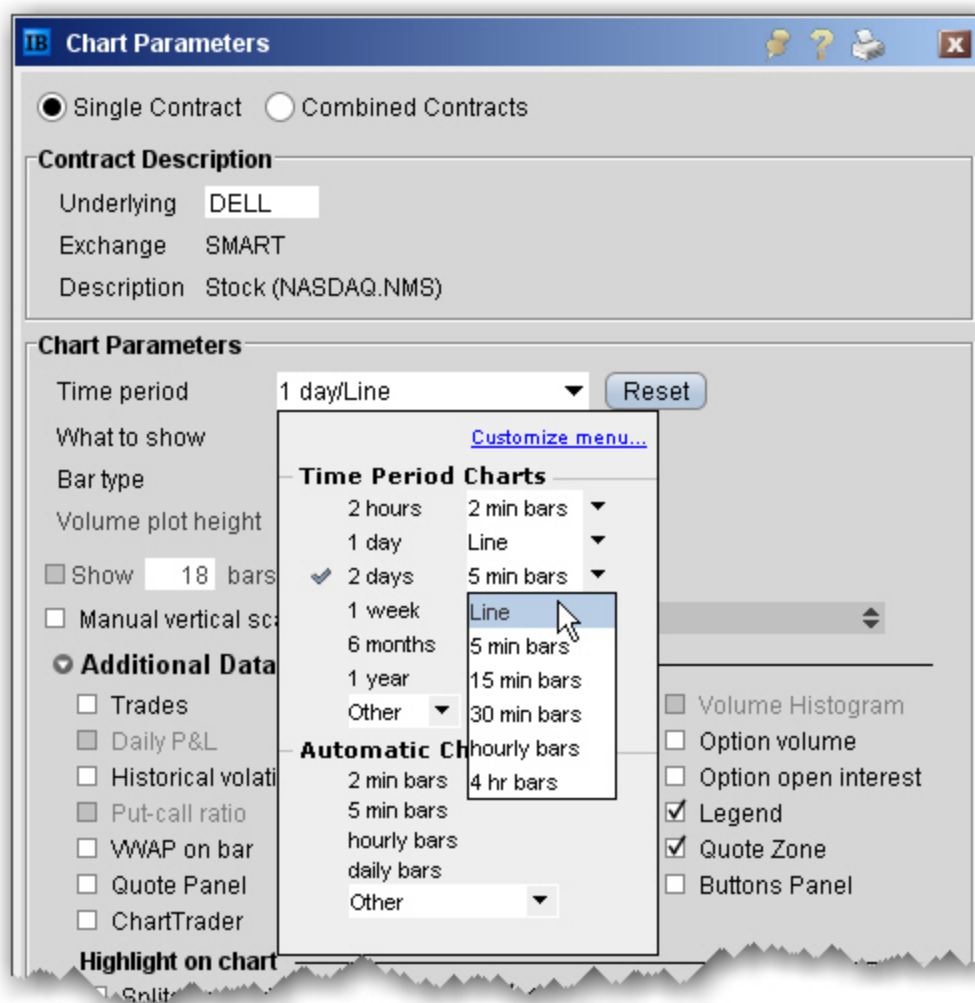 IB Chart Parameters
Single Contract Combined Contracts
Contract Description
Underlying DELL
Exchange SMART
Description Stock (NASDAQ.NMS)
Chart Parameters
Time period 1 day/Line Reset
What to show Customize menu...
Time Period Charts
Bar type
2 hours 2 min bars
Volume plot height
1 day Line
Show 18 bars
2 days 5 min bars
Manual vertical
1 week Line
6 months 5 min bars
Additional Data
1 year 15 min bars
Trades Other 30 min bars Volume Histogram
Daily P&L Automatic hourly bars Option volume
Historical 2 min bars 4 hr bars Option open interest
Put-call ratio 5 min bars Legend
VWAP on bar hourly bars Quote Zone
Quote Panel daily bars Buttons Panel
Other
ChartTrader
Highlight on chart